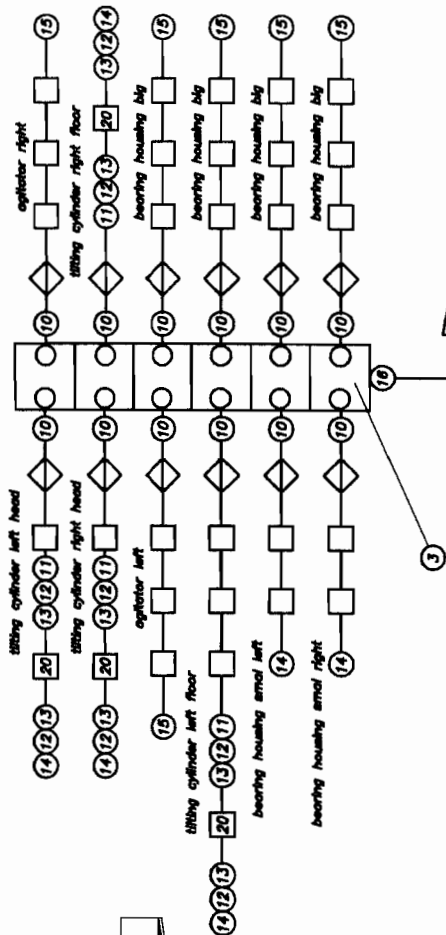 tilting cylinder left head agitator right
14 12 13 20 13 12 11 10 10 15
tilting cylinder right head tilting cylinder right floor
14 12 13 20 13 12 11 10 10 11 12 13 20 13 12 14
agitator left bearing housing big
15 10 10 15
tilting cylinder left floor bearing housing big
14 12 13 20 13 12 11 10 10 15
bearing housing smal left bearing housing big
14 10 10 15
bearing housing smal right bearing housing big
14 10 10 15
16
3